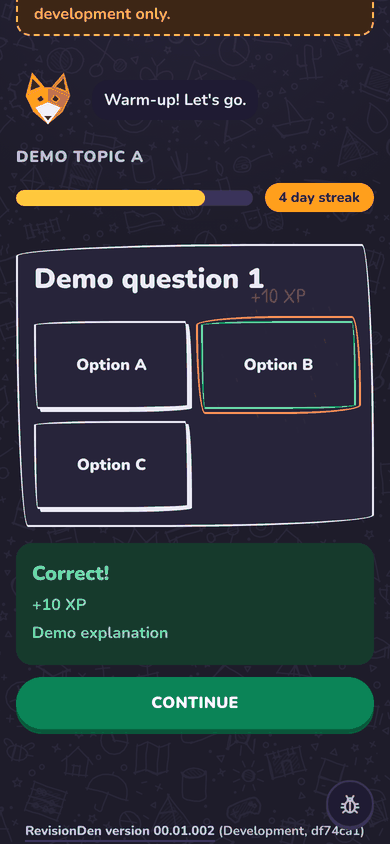 development only.
Warm-up! Let's go.
DEMO TOPIC A
4 day streak
Demo question 1
+10 XP
Option A
Option B
Option C
Correct!
+10 XP
Demo explanation
CONTINUE
RevisionDen version 00.01.002 (Development, df74ca1)